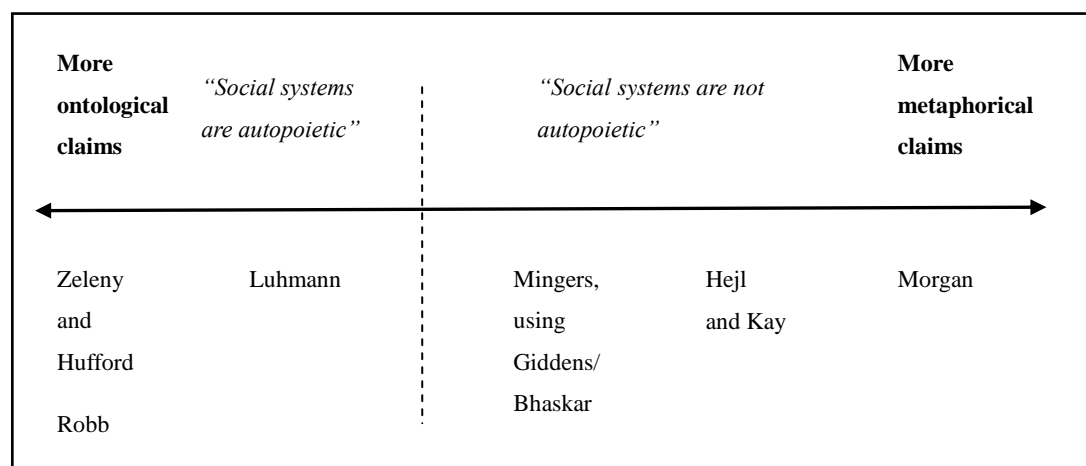 More
ontological
claims
“Social systems
are autopoietic”
“Social systems are not
autopoietic”
More
metaphorical
claims
Zeleny
and
Hufford
Robb
Luhmann
Mingers,
using
Giddens/
Bhaskar
Hejl
and Kay
Morgan